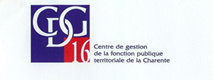 CDG
16
Centre de gestion
de la fonction publique
territoriale de la Charente